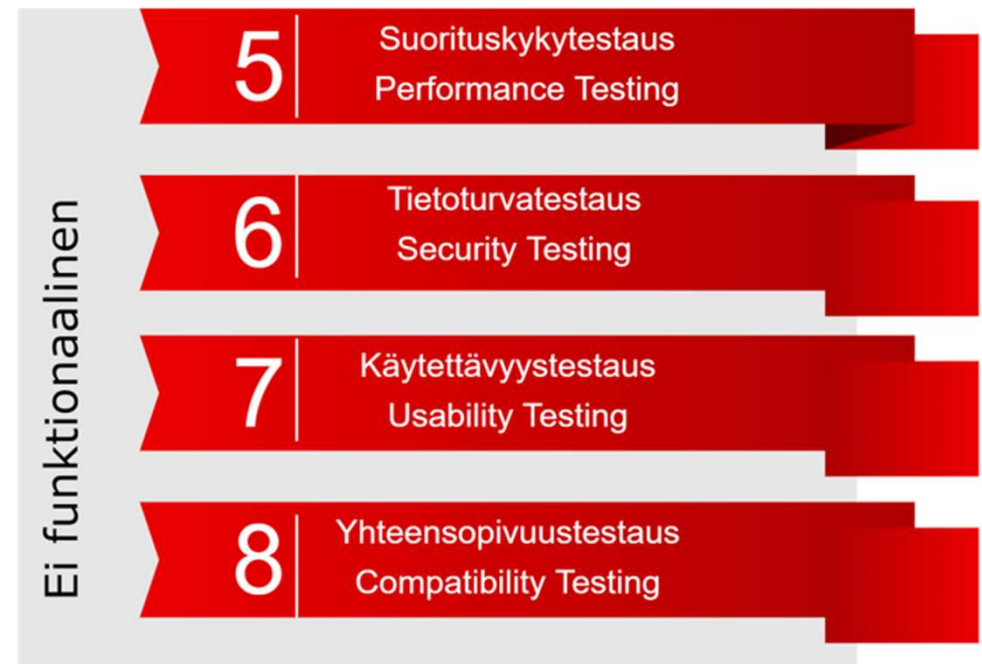 Ei funktionaalinen
5
Suorituskykytestaus
Performance Testing
6
Tietoturvatestaus
Security Testing
7
Käytettävyystestaus
Usability Testing
8
Yhteensopivuustestaus
Compatibility Testing